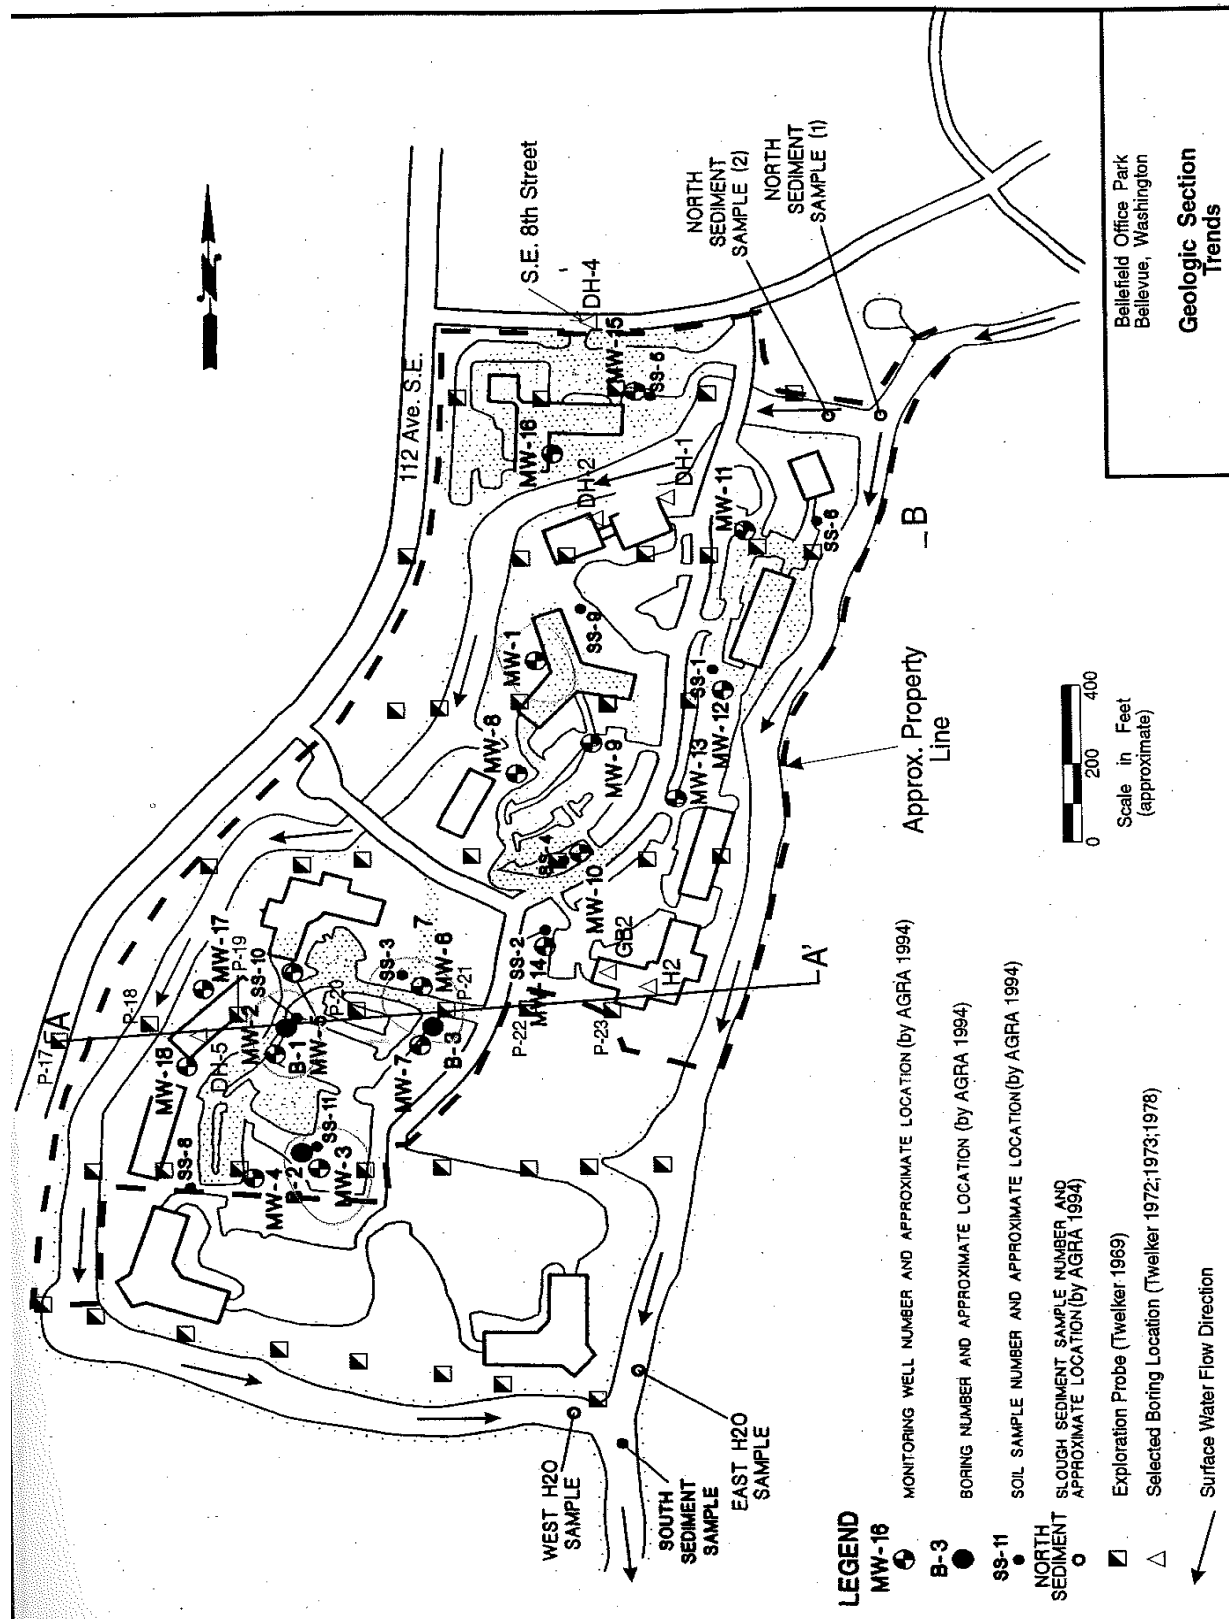 112 Ave. S.E.
S.E. 8th Street
DH-4
MW-15
SS-5
MW-16
NORTH
SEDIMENT
SAMPLE (2)
NORTH
SEDIMENT
SAMPLE (1)
DH-2
DH-1
MW-11
SS-6
B
SS-9
MW-1
MW-8
MW-9
SS-1
MW-12
MW-13
SS-4
MW-10
Approx. Property
Line
MW-17
P-19
SS-10
P-18
A
P-17
MW-18
DH-5
MW-2
B-1
MW-5
P-20
SS-3
7
MW-6
P-21
MW-7
B-3
SS-2
MW-14
P-22
GB2
H2
P-23
A'
SS-8
MW-4
B-2
SS-11
MW-3
WEST H2O
SAMPLE
SOUTH
SEDIMENT
SAMPLE
EAST H2O
SAMPLE
0 200 400
Scale in Feet
(approximate)
LEGEND
MW-16
MONITORING WELL NUMBER AND APPROXIMATE LOCATION (by AGRA 1994)
B-3
BORING NUMBER AND APPROXIMATE LOCATION (by AGRA 1994)
SS-11
SOIL SAMPLE NUMBER AND APPROXIMATE LOCATION(by AGRA 1994)
NORTH
SEDIMENT
SLOUGH SEDIMENT SAMPLE NUMBER AND
APPROXIMATE LOCATION(by AGRA 1994)
Exploration Probe (Twelker 1969)
Selected Boring Location (Twelker 1972;1973;1978)
Surface Water Flow Direction
Bellefield Office Park
Bellevue, Washington
Geologic Section
Trends